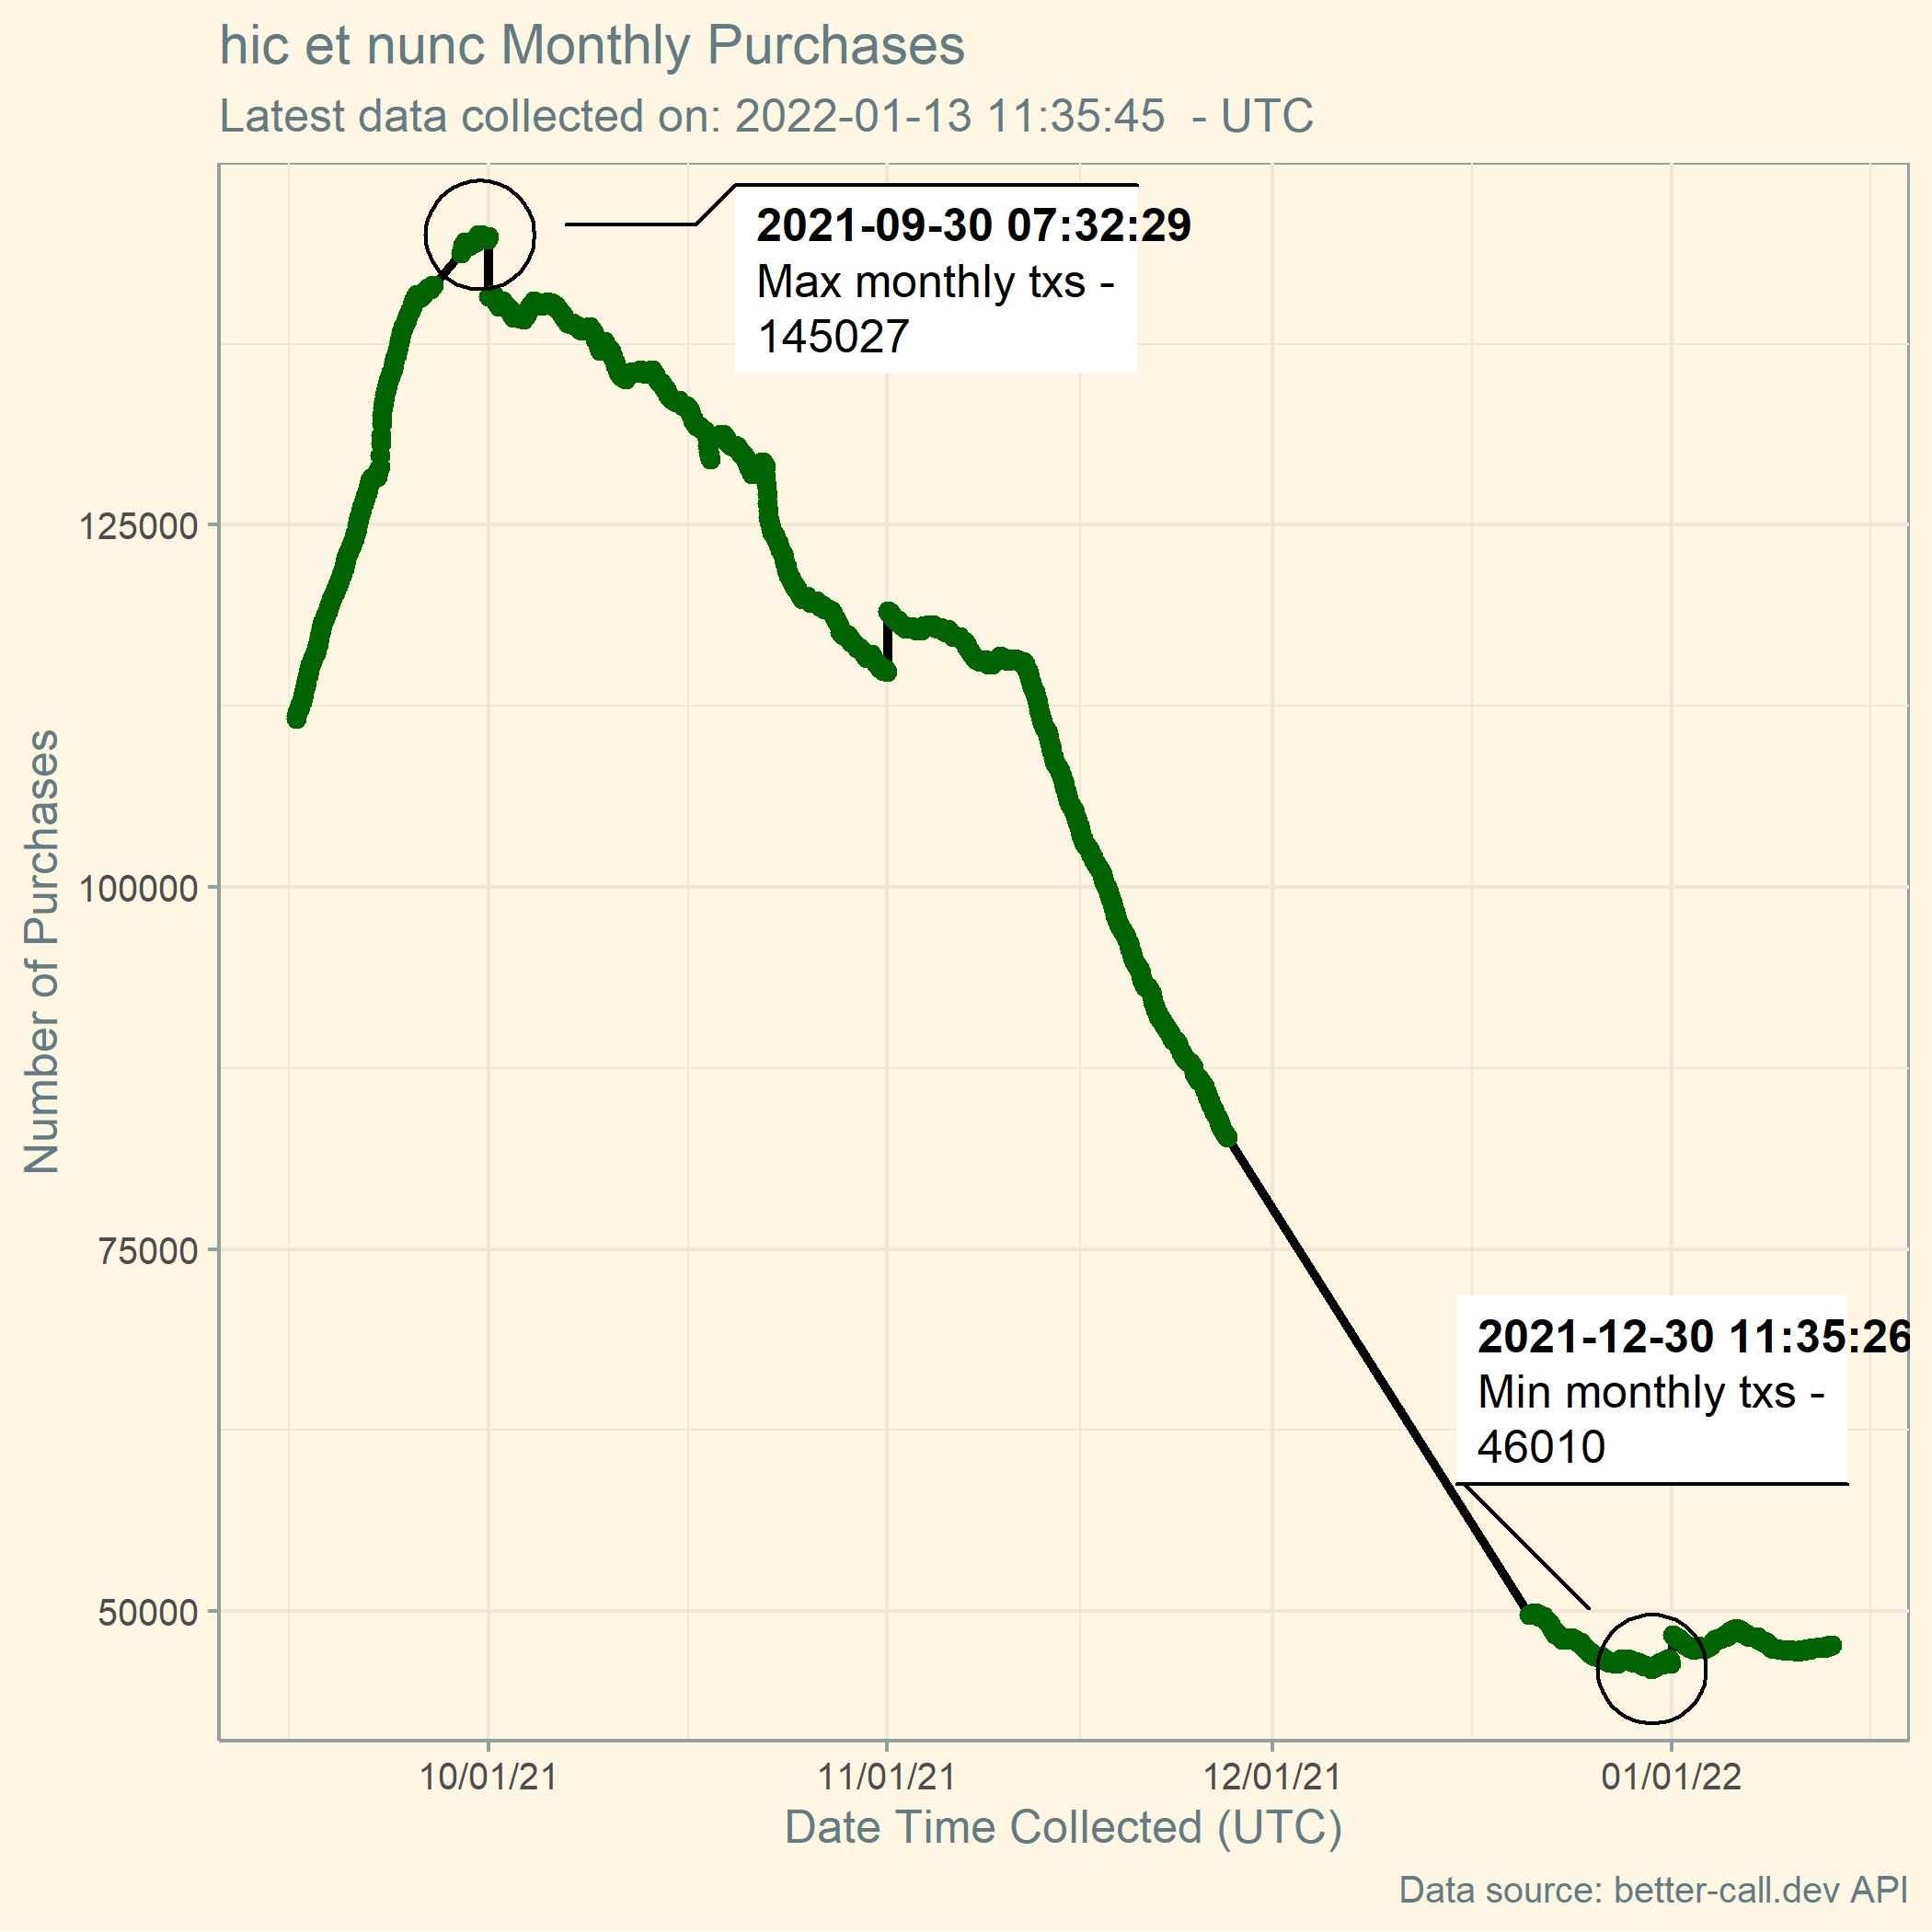 hic et nunc Monthly Purchases
Latest data collected on: 2022-01-13 11:35:45  - UTC
2021-09-30 07:32:29
Max monthly txs -
145027
125000
100000
75000
50000
Number of Purchases
2021-12-30 11:35:26
Min monthly txs -
46010
10/01/21
11/01/21
12/01/21
01/01/22
Date Time Collected (UTC)
Data source: better-call.dev API